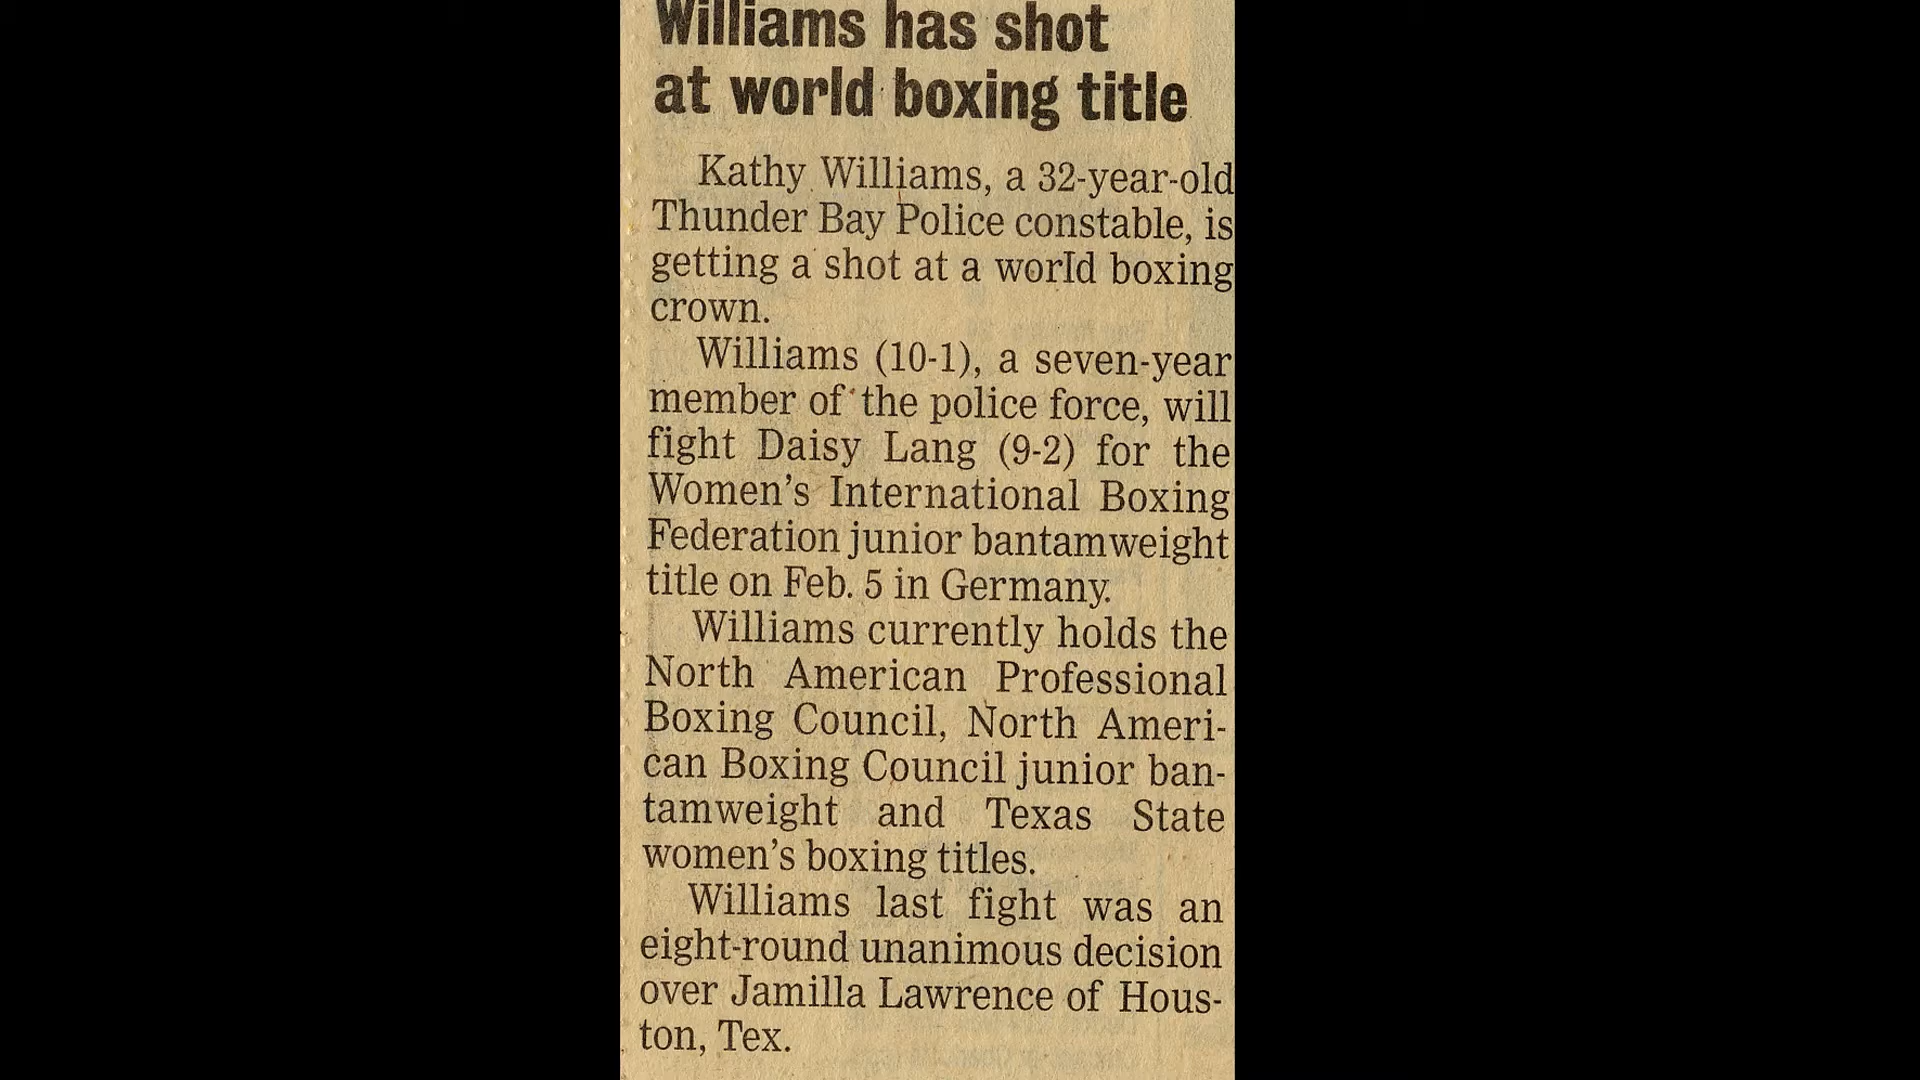 Williams has shot
at world boxing title
Kathy Williams, a 32-year-old
Thunder Bay Police constable, is
getting a shot at a world boxing
crown.
Williams (10-1), a seven-year
member of the police force, will
fight Daisy Lang (9-2) for the
Women's International Boxing
Federation junior bantamweight
title on Feb. 5 in Germany.
Williams currently holds the
North American Professional
Boxing Council, North Ameri-
can Boxing Council junior ban-
tamweight and Texas State
women's boxing titles.
Williams last fight was an
eight-round unanimous decision
over Jamilla Lawrence of Hous-
ton, Tex.